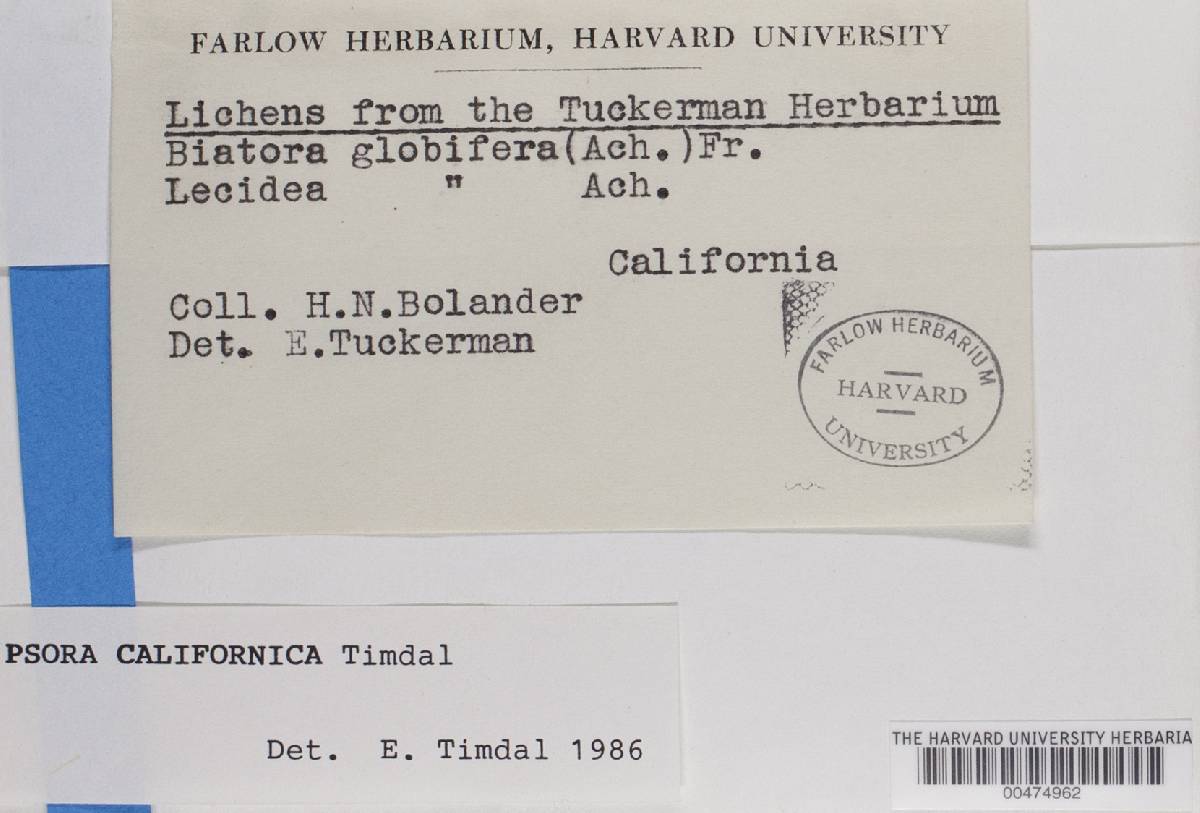 FARLOW HERBARIUM, HARVARD UNIVERSITY
Lichens from the Tuckerman Herbarium
Biatora globifera(Ach.)Fr.
Lecidea " Ach.
California
Coll. H.N.Bolander
Det. E.Tuckerman
FARLOW HERBARIUM
HARVARD
UNIVERSITY
PSORA CALIFORNICA Timdal
Det. E. Timdal 1986
THE HARVARD UNIVERSITY HERBARIA
00474962